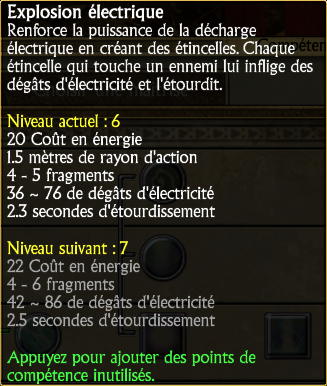 Explosion électrique
Renforce la puissance de la décharge
électrique en créant des étincelles. Chaque
étincelle qui touche un ennemi lui inflige des
dégâts d'électricité et l'étourdit.
Niveau actuel : 6
20 Coût en énergie
1.5 mètres de rayon d'action
4 - 5 fragments
36 ~ 76 de dégâts d'électricité
2.3 secondes d'étourdissement
Niveau suivant : 7
22 Coût en énergie
4 - 6 fragments
42 ~ 86 de dégâts d'électricité
2.5 secondes d'étourdissement
Appuyez pour ajouter des points de
compétence inutilisés.